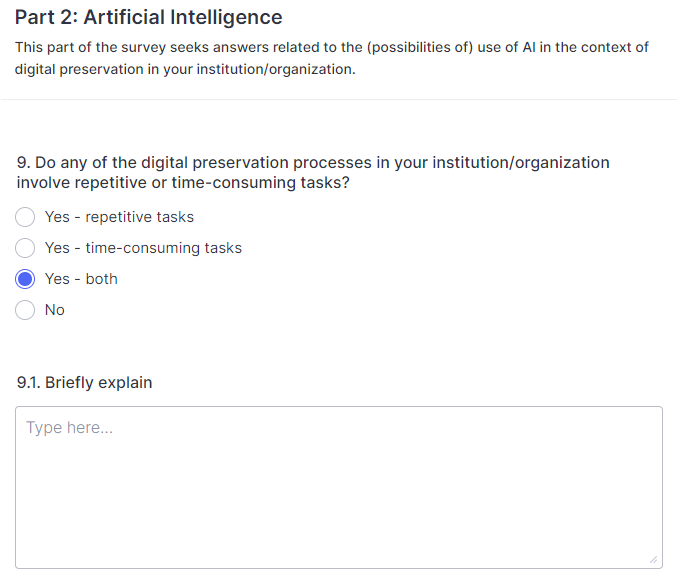 Part 2: Artificial Intelligence
This part of the survey seeks answers related to the (possibilities of) use of AI in the context of
digital preservation in your institution/organization.
9. Do any of the digital preservation processes in your institution/organization
involve repetitive or time-consuming tasks?
Yes - repetitive tasks
Yes - time-consuming tasks
Yes - both
No
9.1. Briefly explain
Type here...